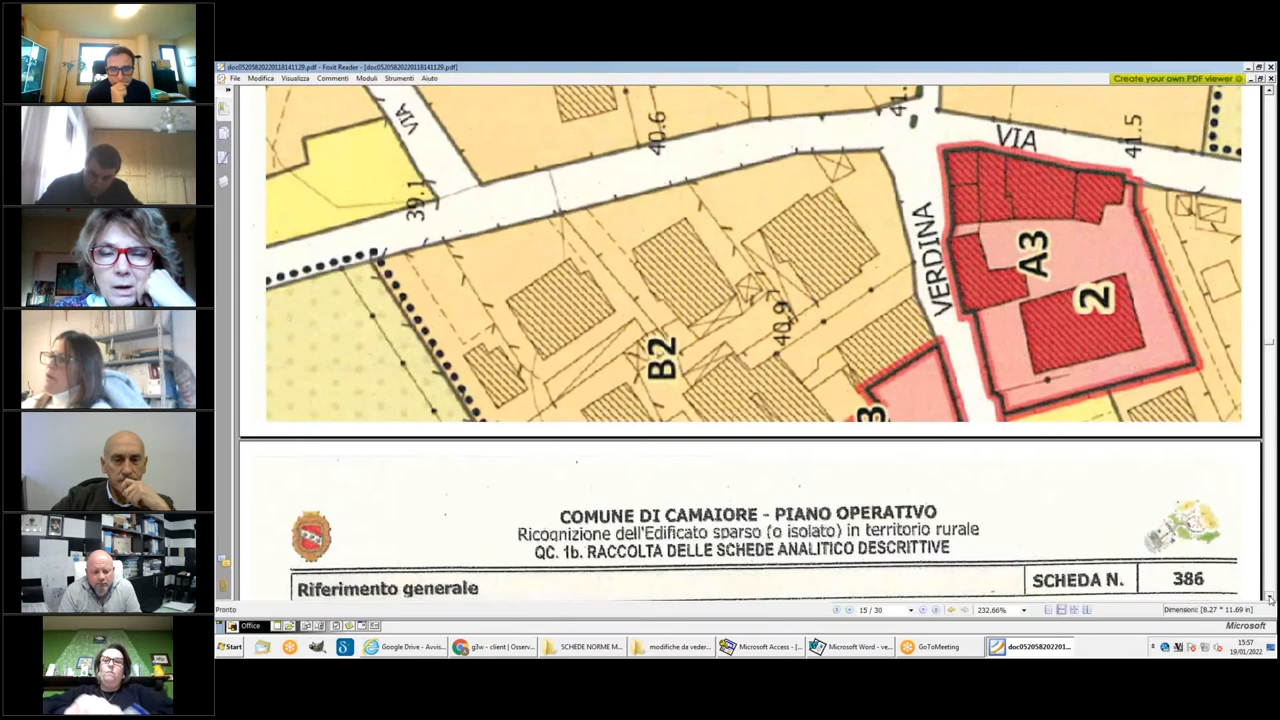 doc05205820220118141129.pdf - Foxit Reader - [doc05205820220118141129.pdf]
File Modifica Visualizza Commenti Moduli Strumenti Aiuto
Create your own PDF viewer
VIA
40.6
41.
VIA
41.5
39.1
VERDINA
A3
2
40.9
B2
3
COMUNE DI CAMAIORE - PIANO OPERATIVO
Ricognizione dell'Edificato sparso (o isolato) in territorio rurale
QC. 1b. RACCOLTA DELLE SCHEDE ANALITICO DESCRITTIVE
Riferimento generale
SCHEDA N.
386
Pronto
15 / 30
232.66%
Dimensioni: [8.27 * 11.69 in]
Office
Microsoft
Start
Google Drive - Avvis...
g3w - client | Osserv...
SCHEDE NORME M...
modifiche da veder...
Microsoft Access - [...
Microsoft Word - ve...
GoToMeeting
doc052058202201...
15:57
19/01/2022